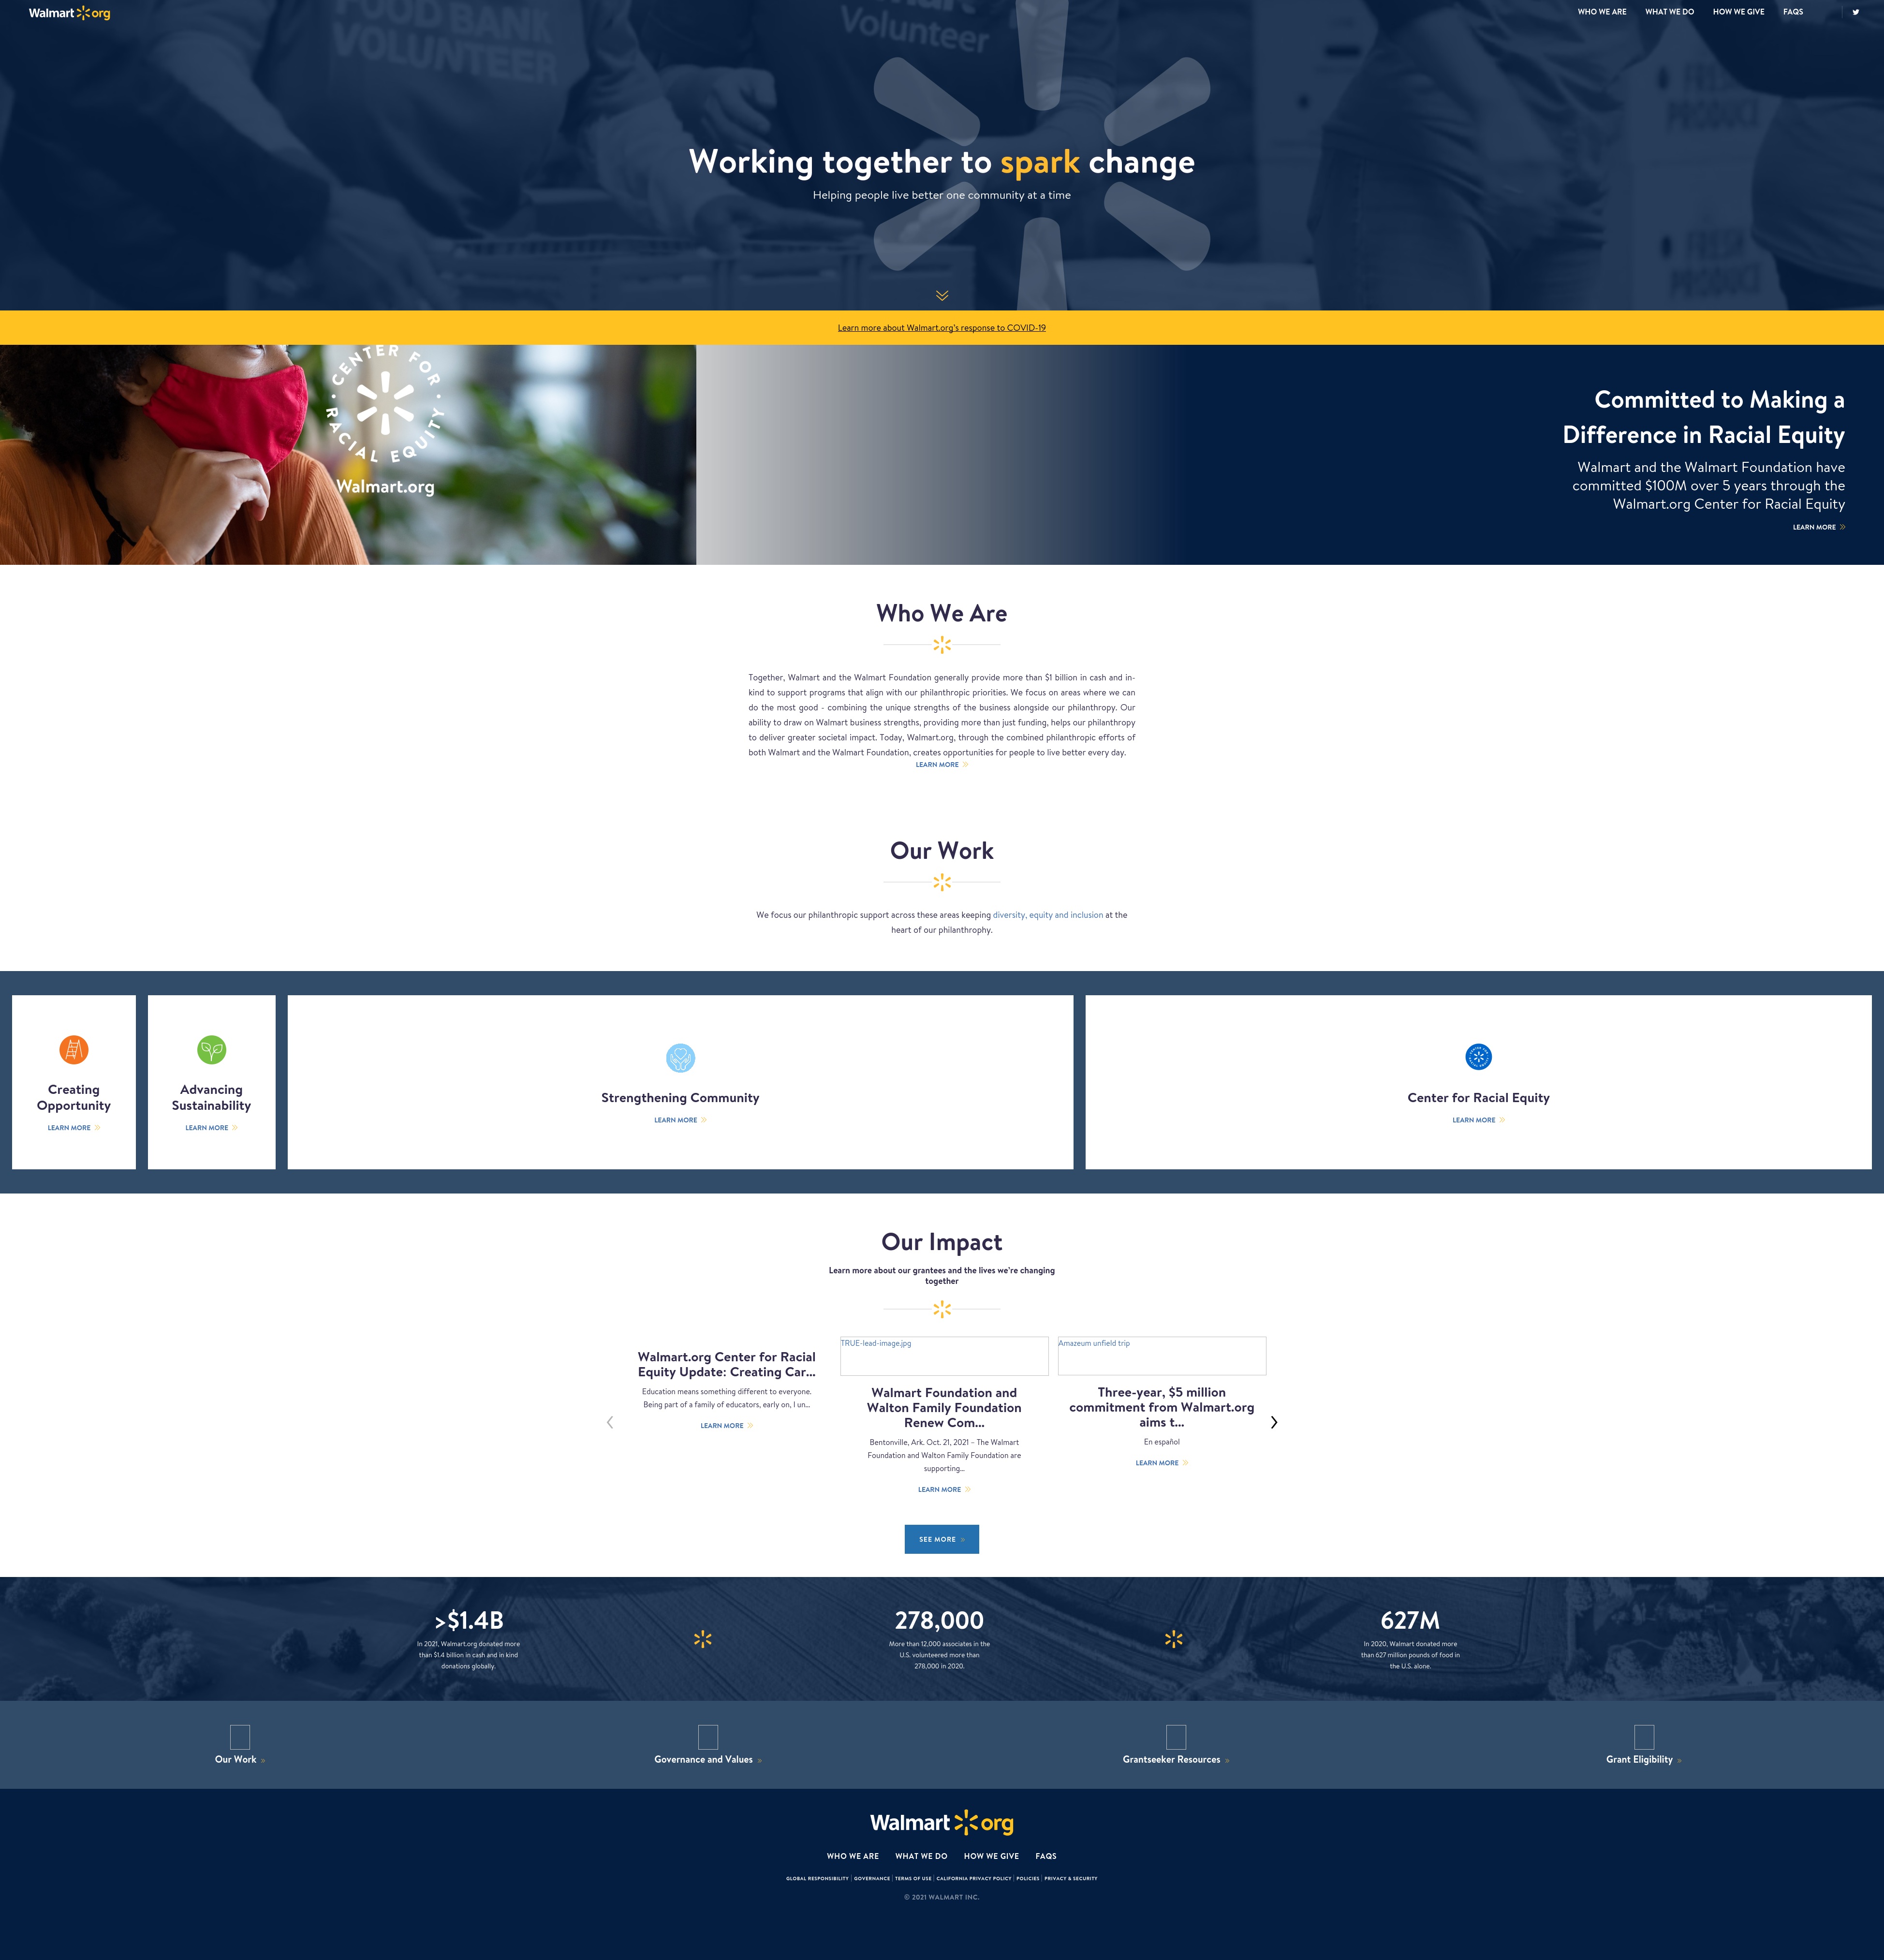 Walmart org
WHO WE ARE
WHAT WE DO
HOW WE GIVE
FAQS
FOOD BANK
VOLUNTEER
Volunteer
FRESH
PRODUCE
Working together to spark change
Helping people live better one community at a time
Learn more about Walmart.org's response to COVID-19
CENTER FOR
RACIAL EQUITY
Walmart.org
Committed to Making a
Difference in Racial Equity
Walmart and the Walmart Foundation have
committed $100M over 5 years through the
Walmart.org Center for Racial Equity
LEARN MORE
Who We Are
Together, Walmart and the Walmart Foundation generally provide more than $1 billion in cash and in-
kind to support programs that align with our philanthropic priorities. We focus on areas where we can
do the most good - combining the unique strengths of the business alongside our philanthropy. Our
ability to draw on Walmart business strengths, providing more than just funding, helps our philanthropy
to deliver greater societal impact. Today, Walmart.org, through the combined philanthropic efforts of
both Walmart and the Walmart Foundation, creates opportunities for people to live better every day.
LEARN MORE
Our Work
We focus our philanthropic support across these areas keeping diversity, equity and inclusion at the
heart of our philanthrophy.
Creating
Opportunity
LEARN MORE
Advancing
Sustainability
LEARN MORE
Strengthening Community
LEARN MORE
Center for Racial Equity
LEARN MORE
Our Impact
Learn more about our grantees and the lives we're changing
together
Walmart.org Center for Racial
Equity Update: Creating Car...
Education means something different to everyone.
Being part of a family of educators, early on, I un...
LEARN MORE
TRUE-lead-image.jpg
Walmart Foundation and
Walton Family Foundation
Renew Com...
Bentonville, Ark. Oct. 21, 2021 – The Walmart
Foundation and Walton Family Foundation are
supporting...
LEARN MORE
Amazeum unfield trip
Three-year, $5 million
commitment from Walmart.org
aims t...
En español
LEARN MORE
SEE MORE
>$1.4B
In 2021, Walmart.org donated more
than $1.4 billion in cash and in kind
donations globally.
278,000
More than 12,000 associates in the
U.S. volunteered more than
278,000 in 2020.
627M
In 2020, Walmart donated more
than 627 million pounds of food in
the U.S. alone.
Our Work
Governance and Values
Grantseeker Resources
Grant Eligibility
Walmart org
WHO WE ARE
WHAT WE DO
HOW WE GIVE
FAQS
GLOBAL RESPONSIBILITY | GOVERNANCE | TERMS OF USE | CALIFORNIA PRIVACY POLICY | POLICIES | PRIVACY & SECURITY
© 2021 WALMART INC.